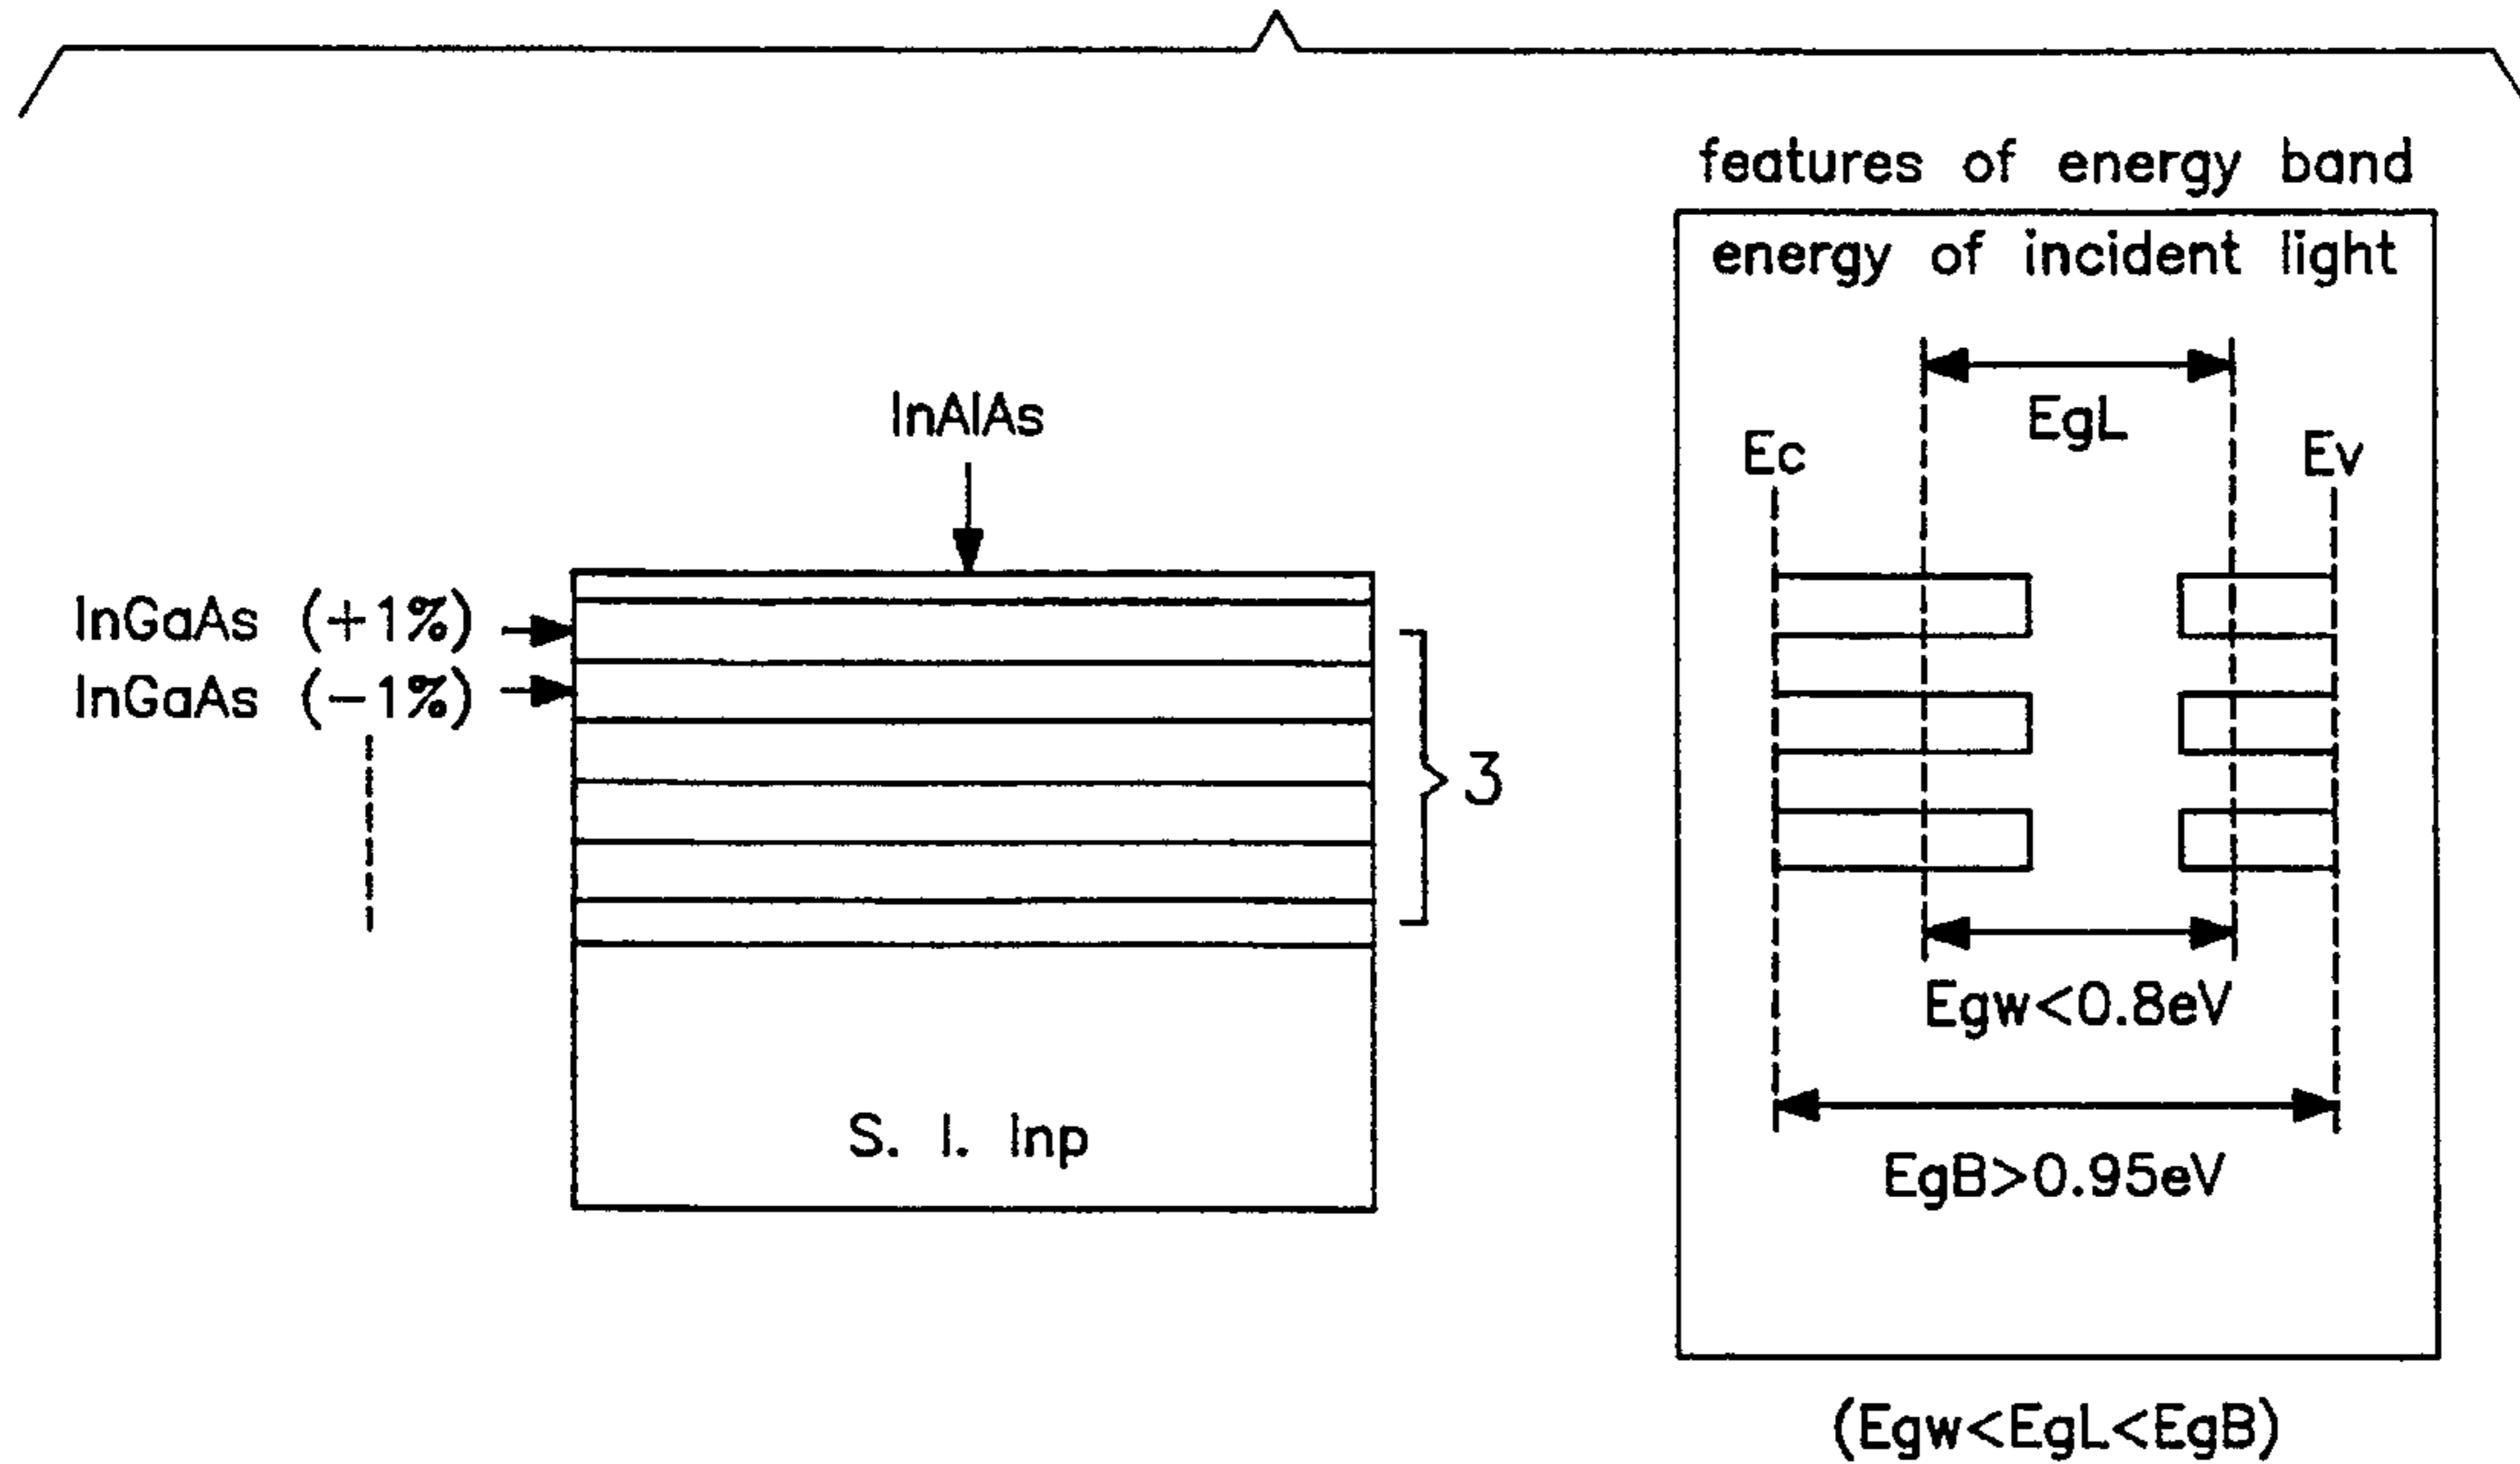 InAlAs
InGaAs (+1%)
InGaAs (-1%)
3
S. I. Inp
features of energy band
energy of incident light
EgL
Ec
Ev
Egw<0.8eV
EgB>0.95eV
(Egw<EgL<EgB)